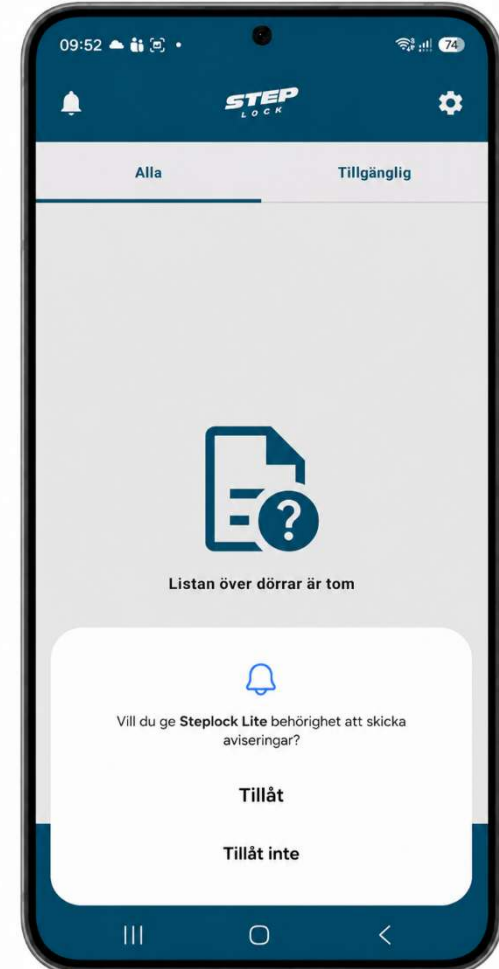 09:52
74
STEP
LOCK
Alla
Tillgänglig
?
Listan över dörrar är tom
Vill du ge Steplock Lite behörighet att skicka
aviseringar?
Tillåt
Tillåt inte